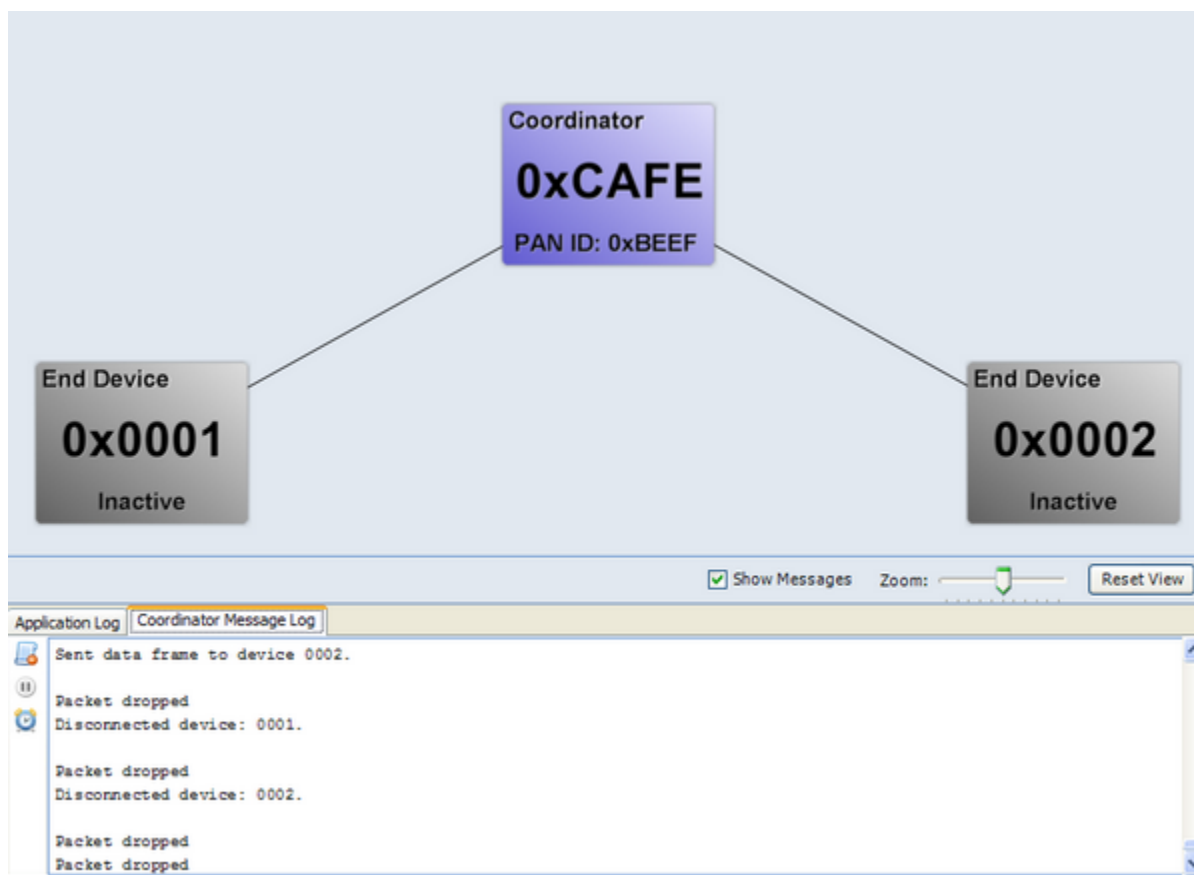 Coordinator
0xCAFE
PAN ID: 0xBEEF
End Device
0x0001
Inactive
End Device
0x0002
Inactive
Show Messages
Zoom:
Reset View
Application Log
Coordinator Message Log
Sent data frame to device 0002.
Packet dropped
Disconnected device: 0001.
Packet dropped
Disconnected device: 0002.
Packet dropped
Packet dropped